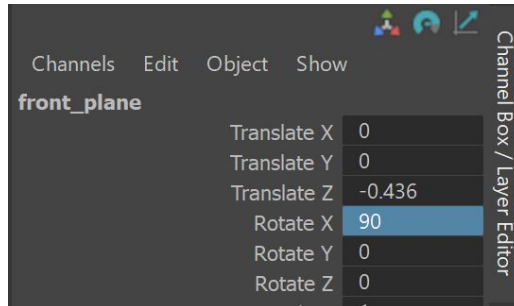 Channels Edit Object Show
front_plane
Translate X 0
Translate Y 0
Translate Z -0.436
Rotate X 90
Rotate Y 0
Rotate Z 0
Channel Box / Layer Editor